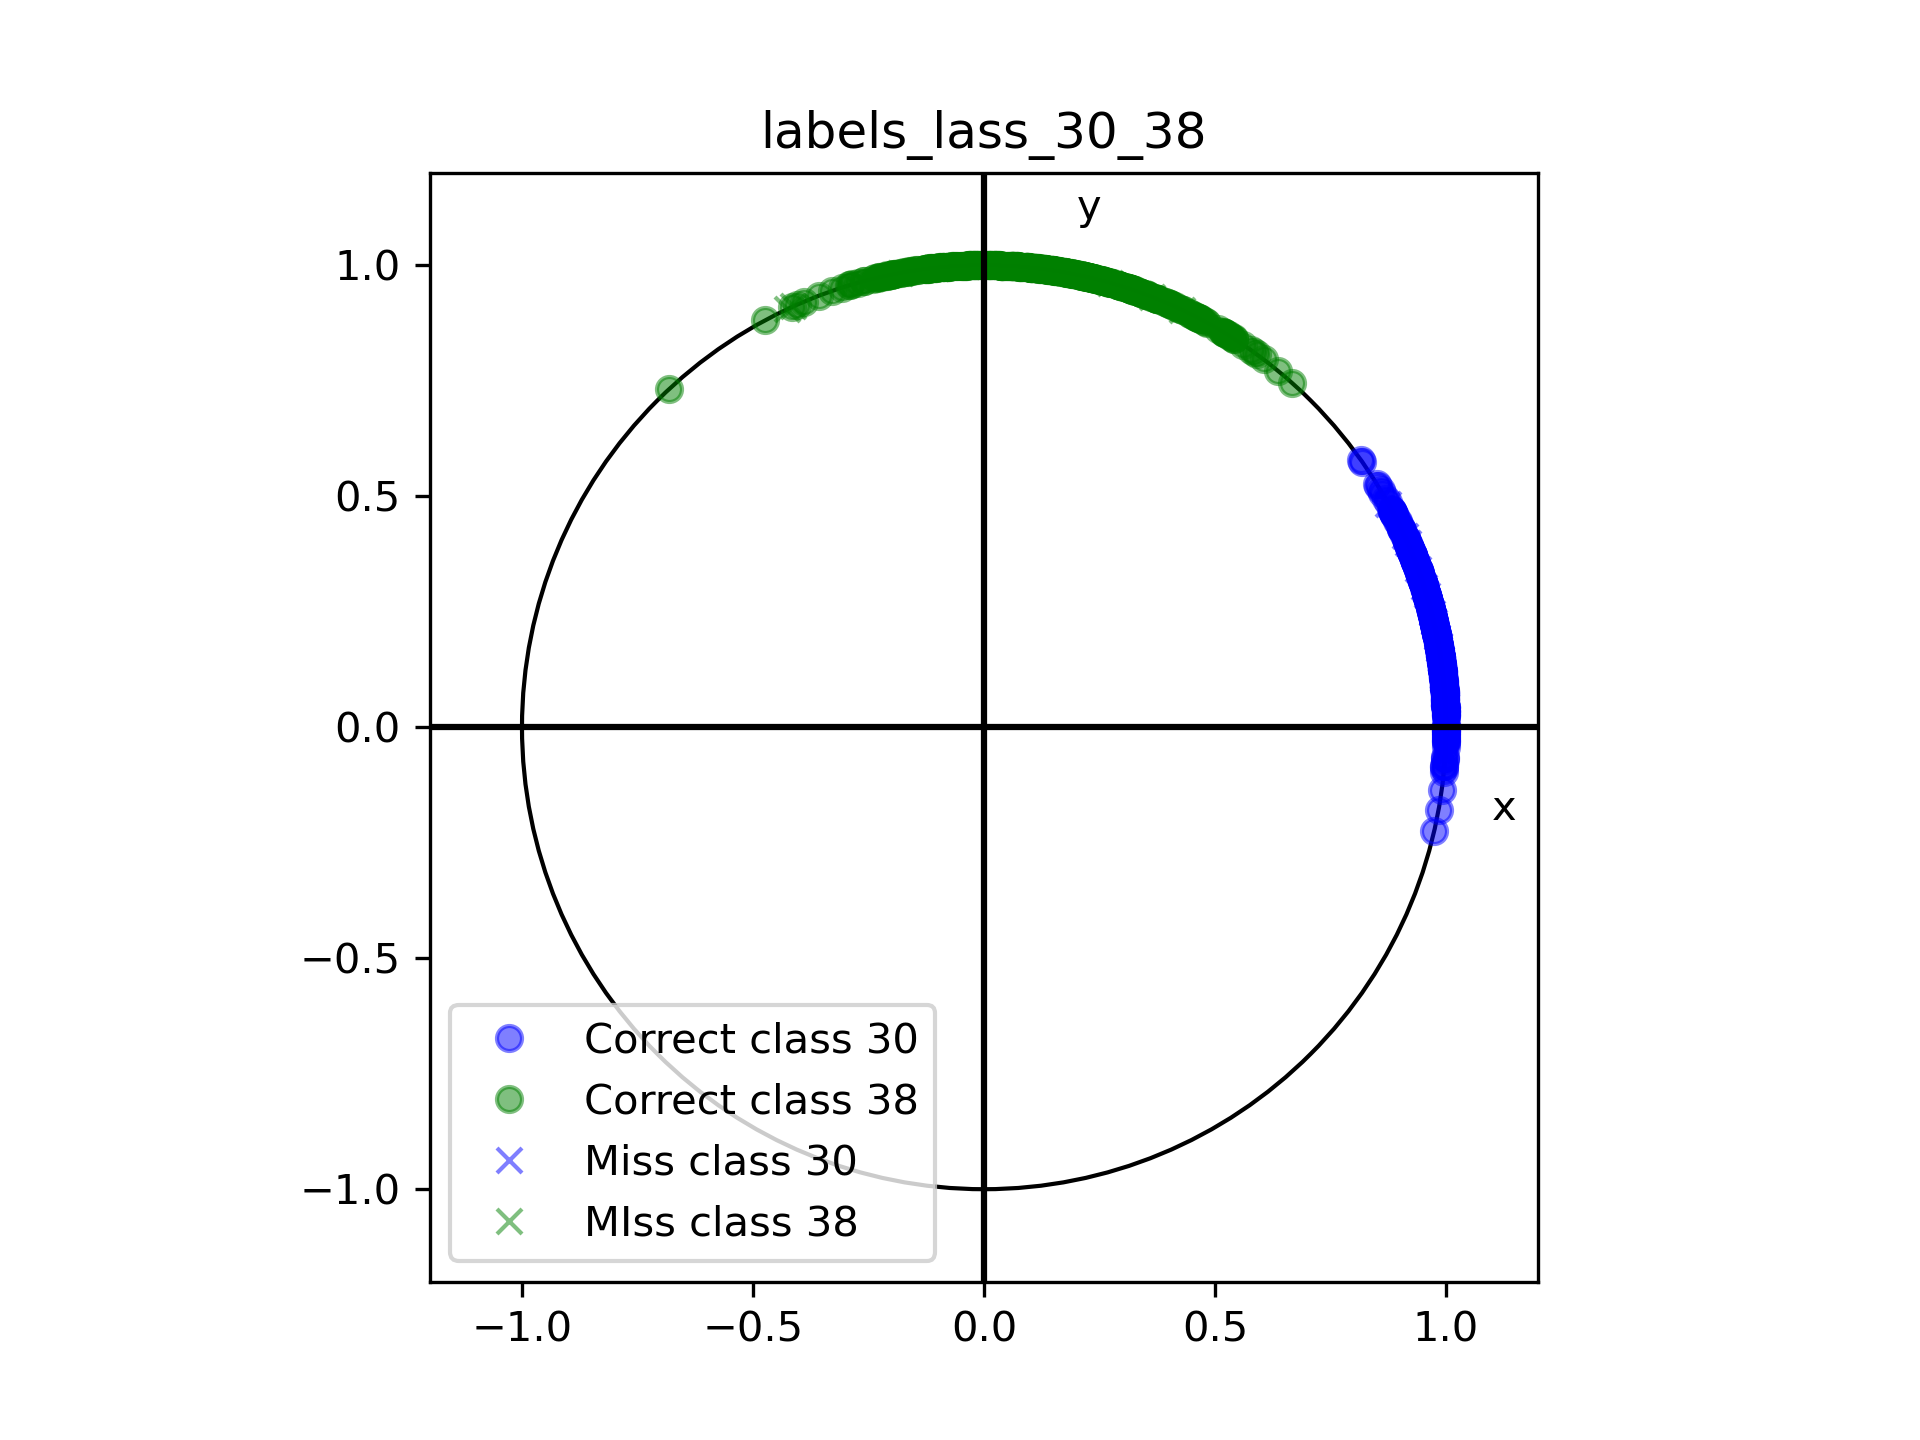 labels_lass_30_38
y
1.0
0.5
0.0
x
−0.5
−1.0
Correct class 30
Correct class 38
Miss class 30
MIss class 38
−1.0 −0.5 0.0 0.5 1.0